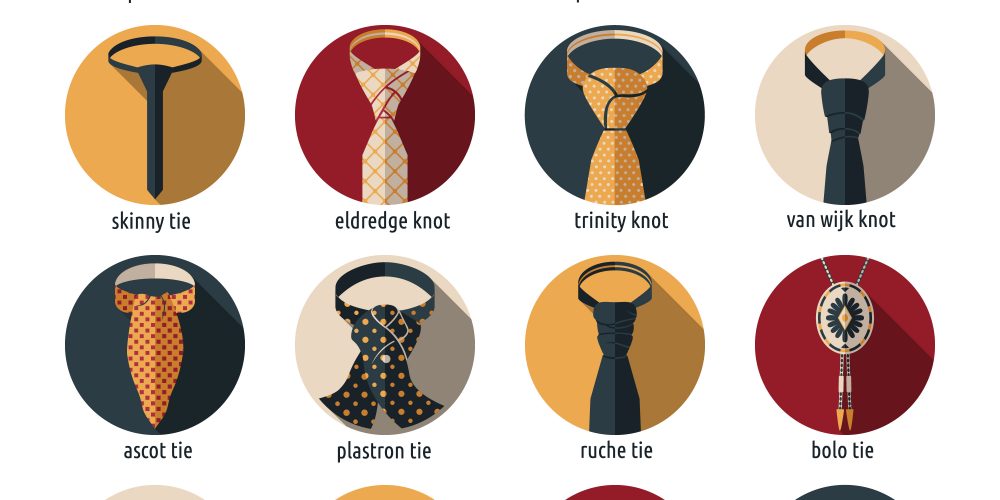 skinny tie
eldredge knot
trinity knot
van wijk knot
ascot tie
plastron tie
ruche tie
bolo tie